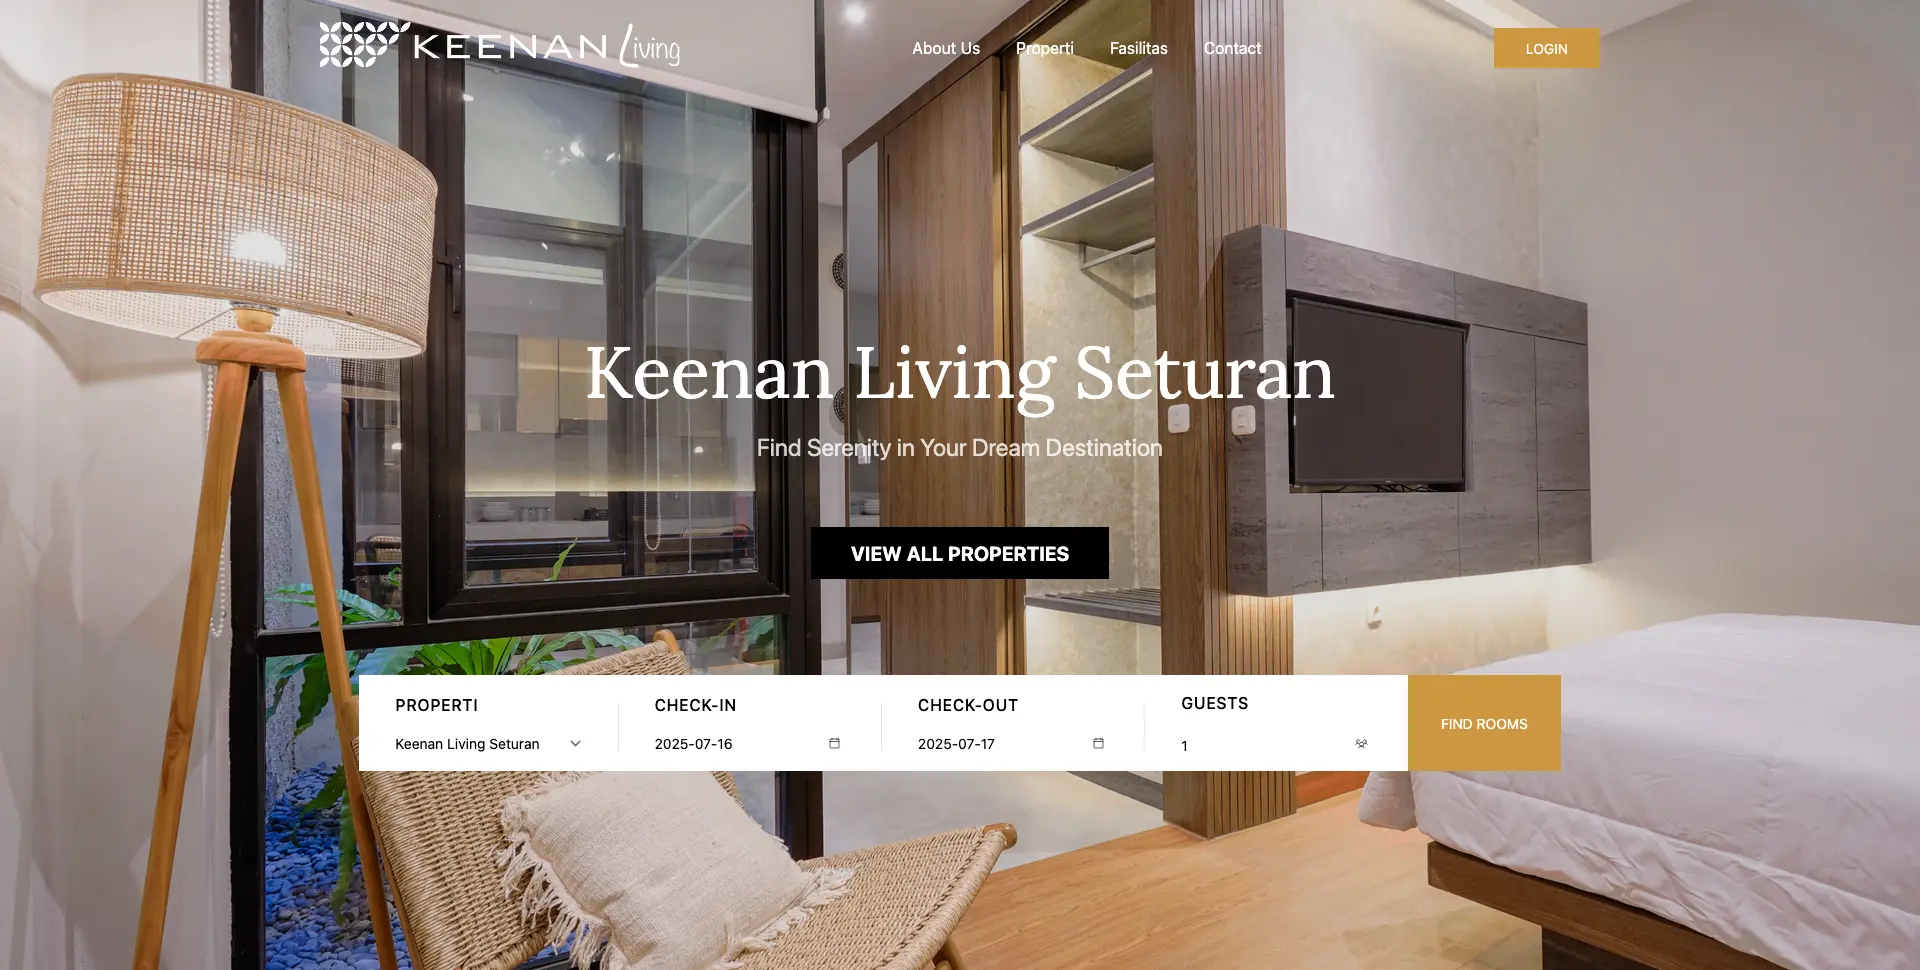 KEENAN Living
About Us Properti Fasilitas Contact
LOGIN
Keenan Living Seturan
Find Serenity in Your Dream Destination
VIEW ALL PROPERTIES
PROPERTI CHECK-IN CHECK-OUT GUESTS
Keenan Living Seturan 2025-07-16 2025-07-17 1
FIND ROOMS